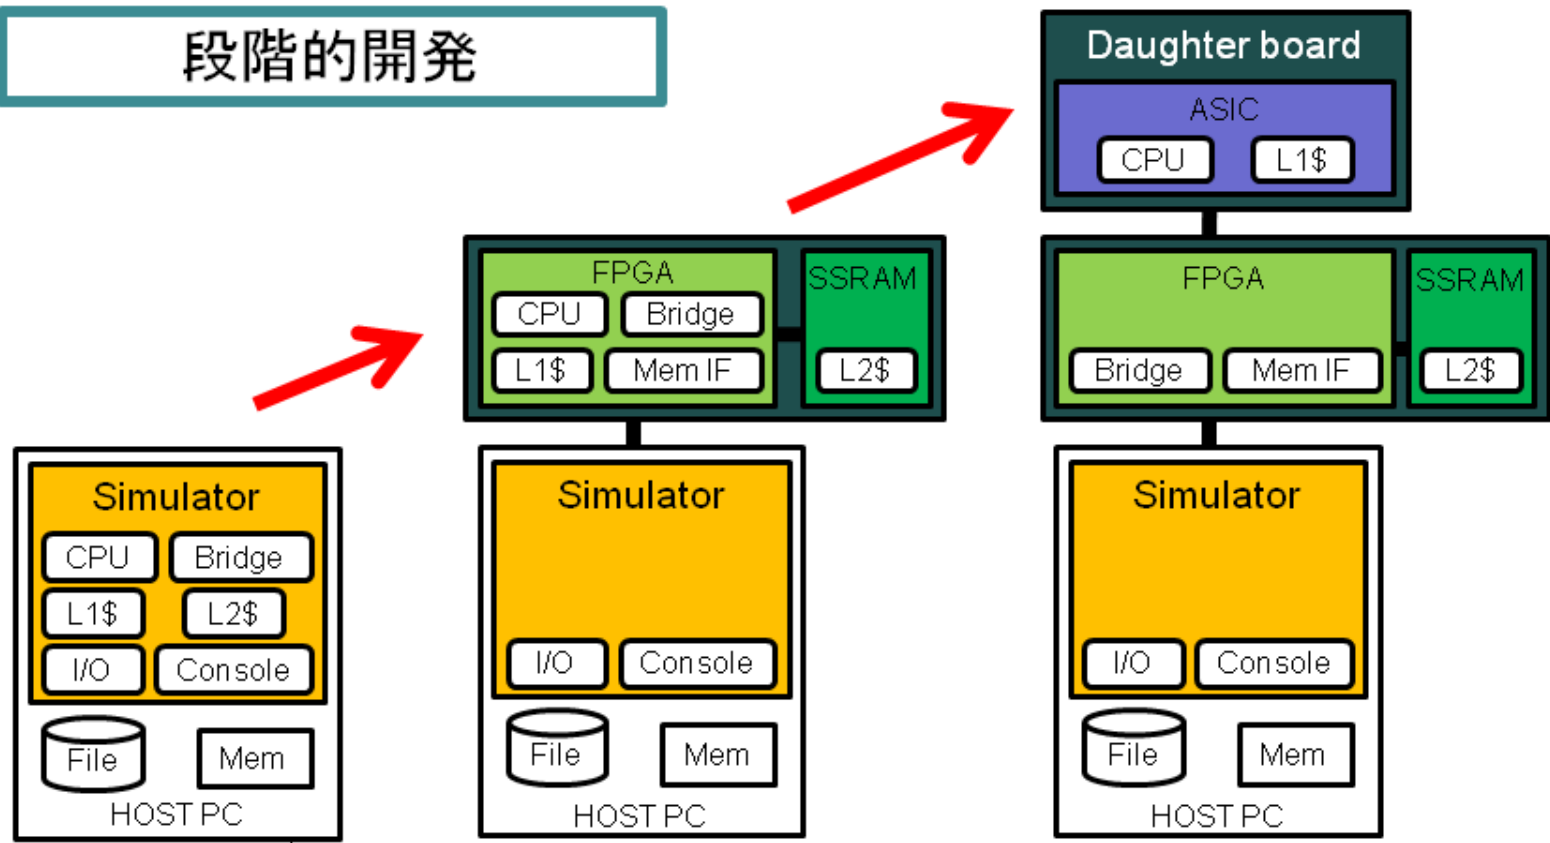 段階的開発
Simulator
CPU
Bridge
L1$
L2$
I/O
Console
File
Mem
HOST PC
FPGA
SSRAM
CPU
Bridge
L1$
Mem IF
L2$
Simulator
I/O
Console
File
Mem
HOST PC
Daughter board
ASIC
CPU
L1$
FPGA
SSRAM
Bridge
Mem IF
L2$
Simulator
I/O
Console
File
Mem
HOST PC